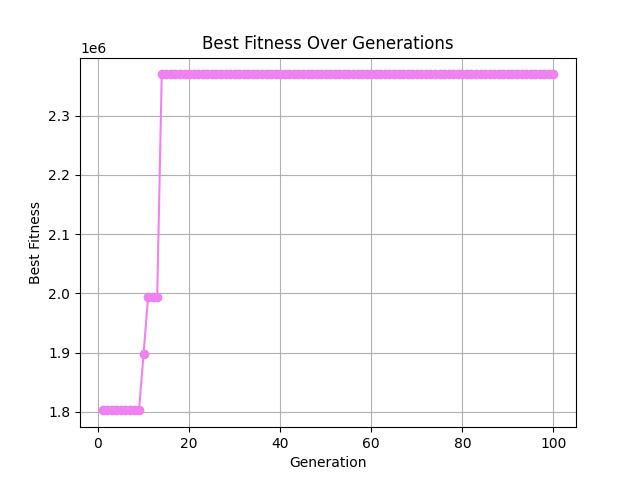 Best Fitness Over Generations
1e6
2.3
2.2
2.1
2.0
1.9
1.8
Best Fitness
0 20 40 60 80 100
Generation